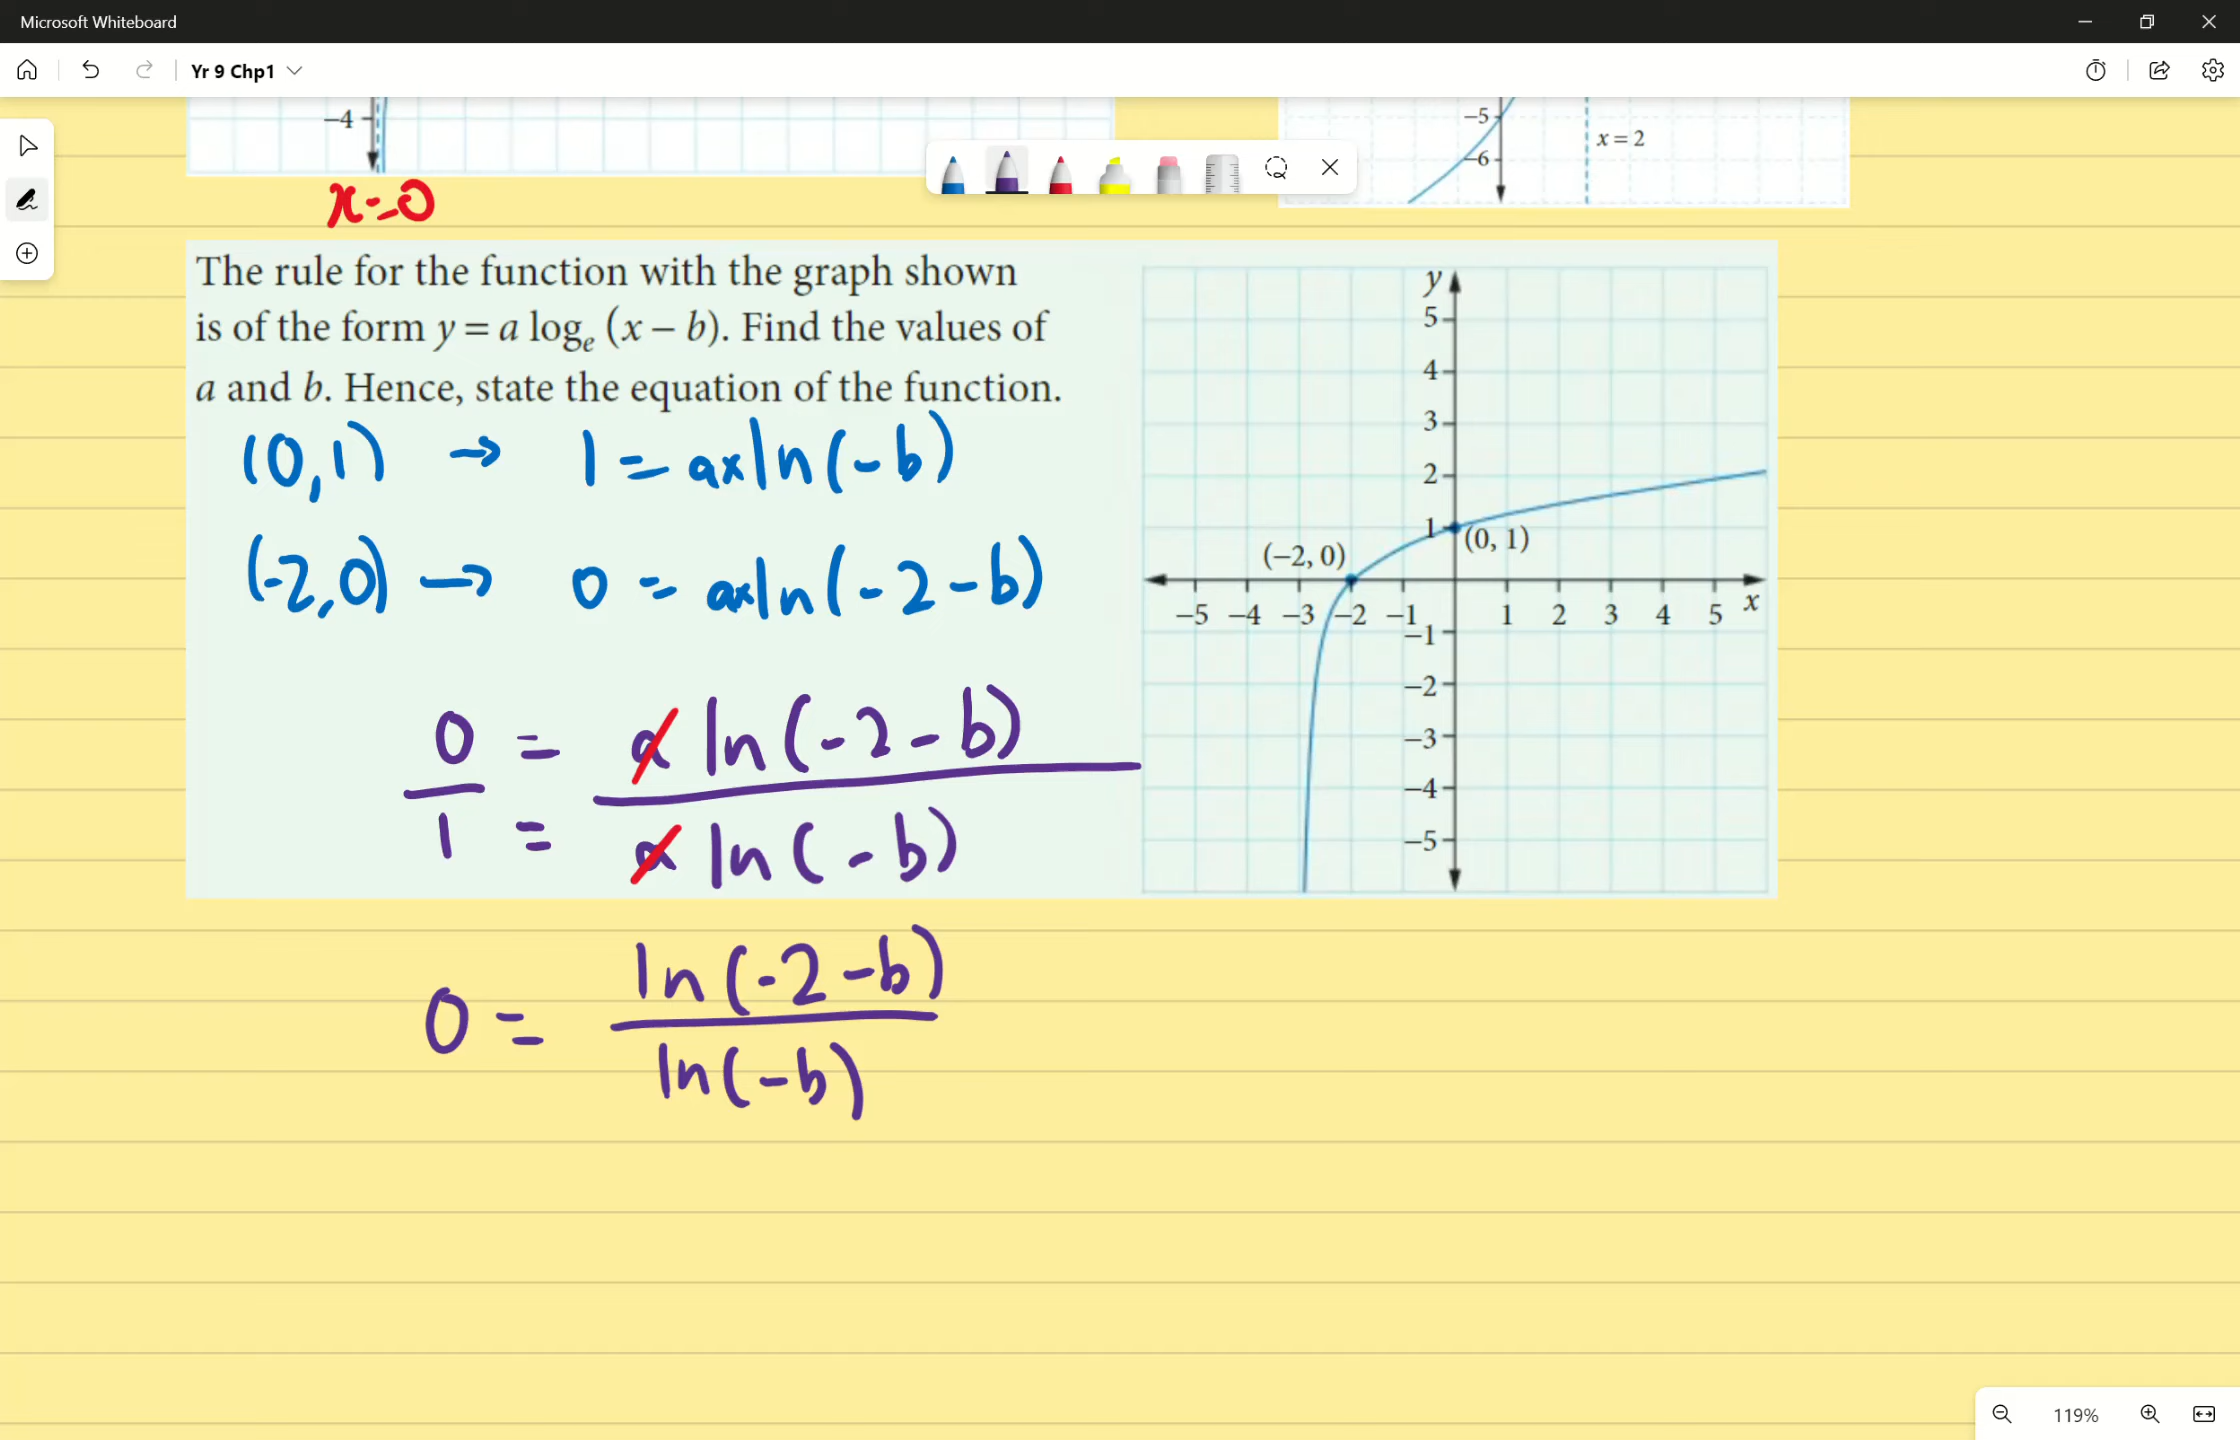 Microsoft Whiteboard
Yr 9 Chp1
−4
−5
x = 2
−6
x=0
The rule for the function with the graph shown
is of the form y = a logₑ (x – b). Find the values of
a and b. Hence, state the equation of the function.
(0,1) → 1 = a×ln(-b)
(-2,0) → 0 = a×ln(-2-b)
0 = a ln(-2-b)
1 = a ln(-b)
0 = ln(-2-b)
ln(-b)
y
5
4
3
2
1
(0, 1)
(−2, 0)
−5 −4 −3 −2 −1 1 2 3 4 5 x
−1
−2
−3
−4
−5
119%